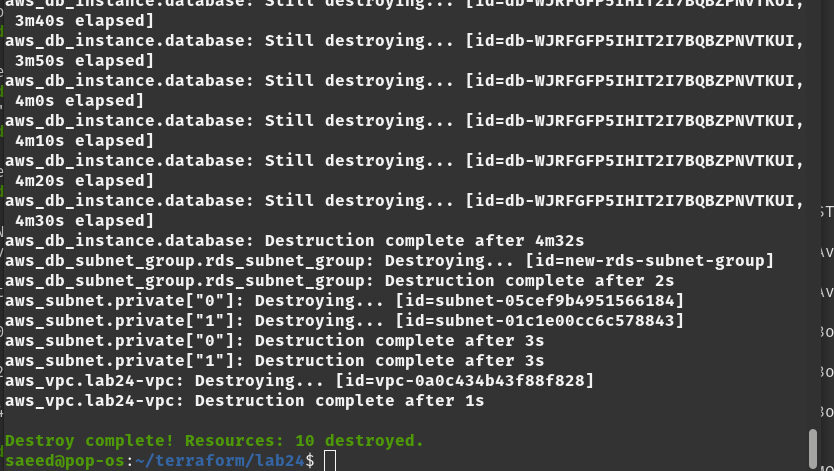 aws_db_instance.database: Still destroying... [id=db-WJRFGFP5IHIT2I7BQBZPNVTKUI,
3m40s elapsed]
aws_db_instance.database: Still destroying... [id=db-WJRFGFP5IHIT2I7BQBZPNVTKUI,
3m50s elapsed]
aws_db_instance.database: Still destroying... [id=db-WJRFGFP5IHIT2I7BQBZPNVTKUI,
4m0s elapsed]
aws_db_instance.database: Still destroying... [id=db-WJRFGFP5IHIT2I7BQBZPNVTKUI,
4m10s elapsed]
aws_db_instance.database: Still destroying... [id=db-WJRFGFP5IHIT2I7BQBZPNVTKUI,
4m20s elapsed]
aws_db_instance.database: Still destroying... [id=db-WJRFGFP5IHIT2I7BQBZPNVTKUI,
4m30s elapsed]
aws_db_instance.database: Destruction complete after 4m32s
aws_db_subnet_group.rds_subnet_group: Destroying... [id=new-rds-subnet-group]
aws_db_subnet_group.rds_subnet_group: Destruction complete after 2s
aws_subnet.private["0"]: Destroying... [id=subnet-05cef9b4951566184]
aws_subnet.private["1"]: Destroying... [id=subnet-01c1e00cc6c578843]
aws_subnet.private["0"]: Destruction complete after 3s
aws_subnet.private["1"]: Destruction complete after 3s
aws_vpc.lab24-vpc: Destroying... [id=vpc-0a0c434b43f88f828]
aws_vpc.lab24-vpc: Destruction complete after 1s
Destroy complete! Resources: 10 destroyed.
saeed@pop-os:~/terraform/lab24$